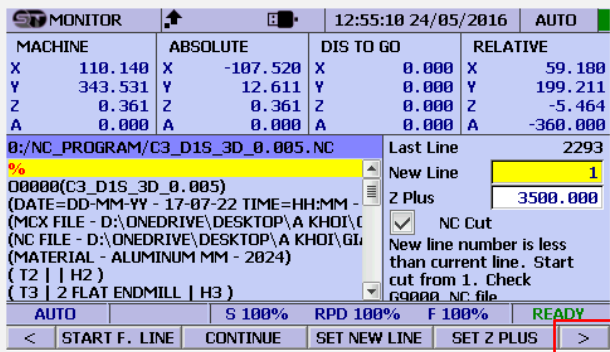 SYD MONITOR 12:55:10 24/05/2016 AUTO
MACHINE ABSOLUTE DIS TO GO RELATIVE
X 110.140 X -107.520 X 0.000 X 59.180
Y 343.531 Y 12.611 Y 0.000 Y 199.211
Z 0.361 Z 0.361 Z 0.000 Z -5.464
A 0.000 A 0.000 A 0.000 A -360.000
0:/NC_PROGRAM/C3_D1S_3D_0.005.NC
%
O0000(C3_D1S_3D_0.005)
(DATE=DD-MM-YY - 17-07-22 TIME=HH:MM -
(MCX FILE - D:\ONEDRIVE\DESKTOP\A KHOI\
(NC FILE - D:\ONEDRIVE\DESKTOP\A KHOI\GI
(MATERIAL - ALUMINUM MM - 2024)
( T2 | | H2 )
( T3 | 2 FLAT ENDMILL | H3 )
Last Line 2293
New Line 1
Z Plus 3500.000
NC Cut
New line number is less
than current line. Start
cut from 1. Check
G9000 NC file
AUTO S 100% RPD 100% F 100% READY
< START F. LINE CONTINUE SET NEW LINE SET Z PLUS >